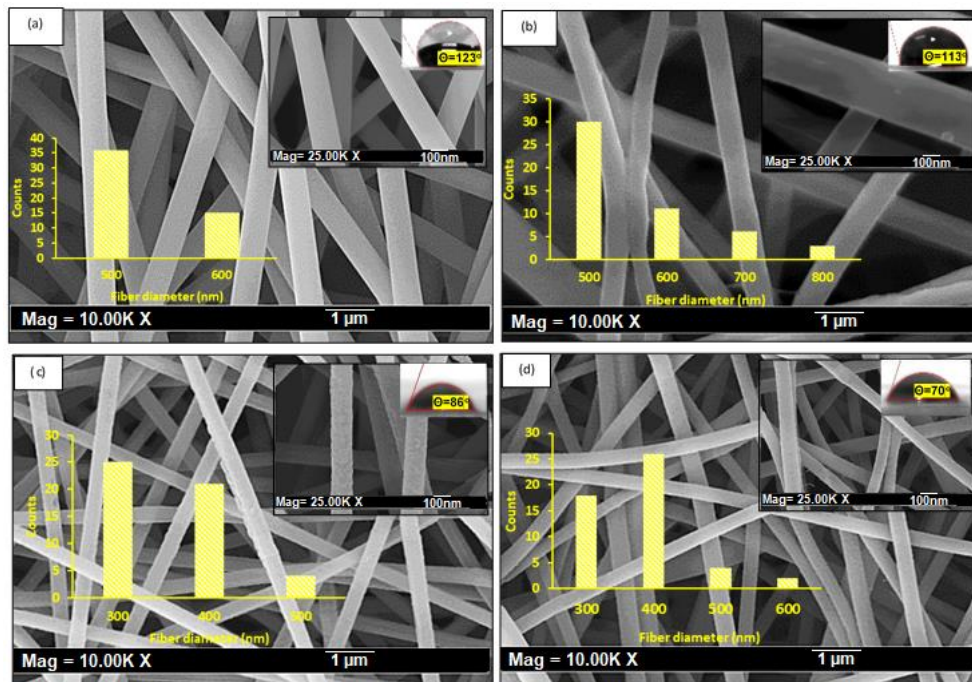 (a)
Θ=123°
Mag= 25.00K X
100nm
40
35
30
25
20
15
10
5
0
Counts
500
600
Fiber diameter (nm)
Mag = 10.00K X
1 µm
(b)
Θ=113°
Mag= 25.00K X
100nm
35
30
25
20
15
10
5
0
Counts
500
600
700
800
Fiber diameter (nm)
Mag = 10.00K X
1 µm
(c)
Θ=86°
Mag= 25.00K X
100nm
30
25
20
15
10
5
0
Counts
300
400
500
Fiber diameter (nm)
Mag = 10.00K X
1 µm
(d)
Θ=70°
Mag= 25.00K X
100nm
30
25
20
15
10
5
0
Counts
300
400
500
600
Fiber diameter (nm)
Mag = 10.00K X
1 µm